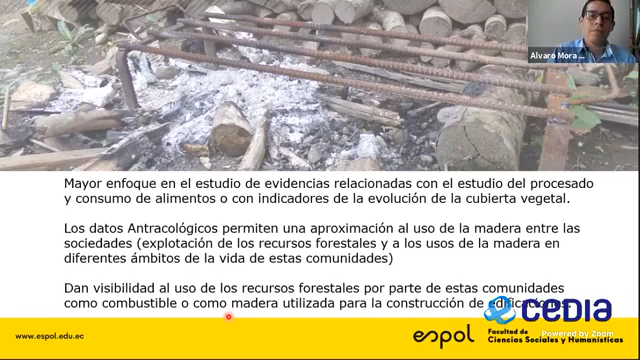 Alvaro Mora ...
Mayor enfoque en el estudio de evidencias relacionadas con el estudio del procesado
y consumo de alimentos o con indicadores de la evolución de la cubierta vegetal.
Los datos Antracológicos permiten una aproximación al uso de la madera entre las
sociedades (explotación de los recursos forestales y a los usos de la madera en
diferentes ámbitos de la vida de estas comunidades)
Dan visibilidad al uso de los recursos forestales por parte de estas comunidades
como combustible o como madera utilizada para la construcción de edificaciones.
cedia
www.espol.edu.ec
espol
Facultad de
Ciencias Sociales y Humanísticas
Powered by Zoom